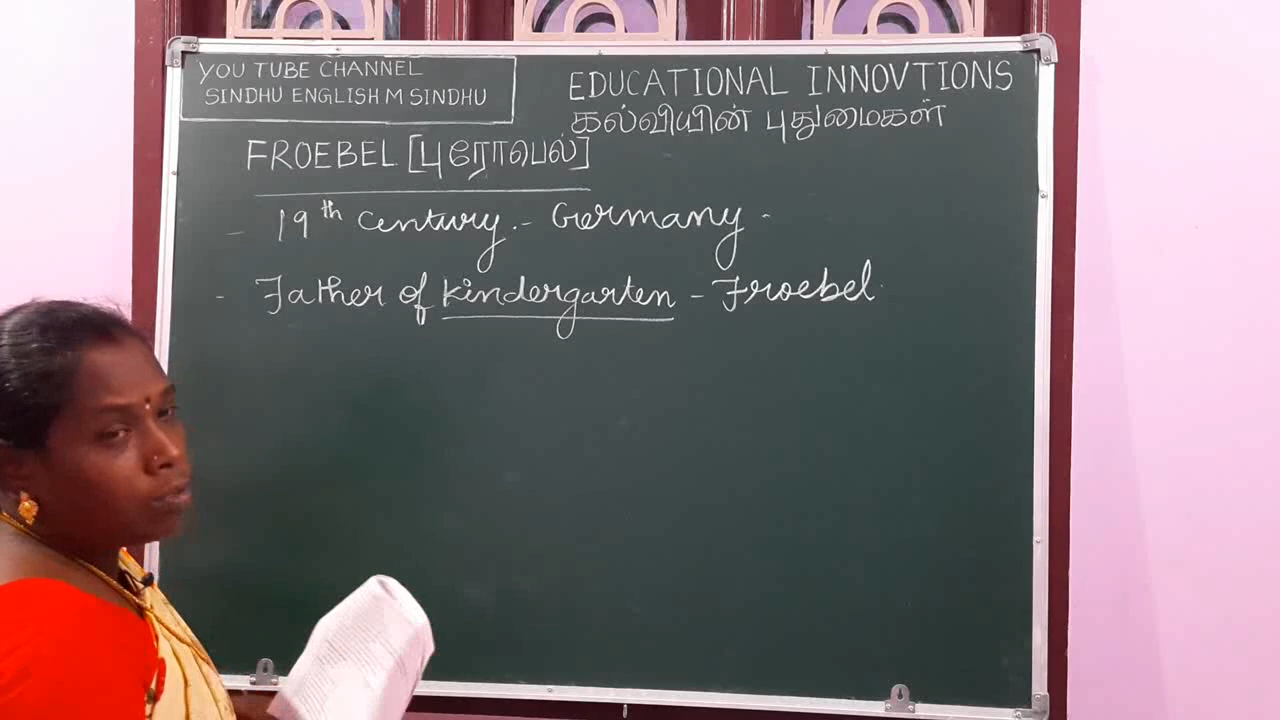 YOU TUBE CHANNEL
SINDHU ENGLISH M SINDHU
EDUCATIONAL INNOVTIONS
கல்வியின் புதுமைகள்
FROEBEL [புரோபெல்]
- 19th Century. - Germany.
- Father of Kindergarten - Froebel.